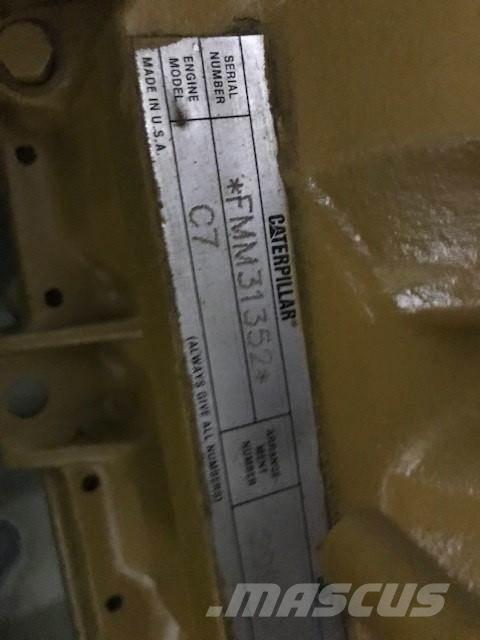 CATERPILLAR®
SERIAL NUMBER
*FMM31352*
ARRANGE-
MENT
NUMBER
ENGINE MODEL
C7
MADE IN U.S.A.
(ALWAYS GIVE ALL NUMBERS)
MASCUS